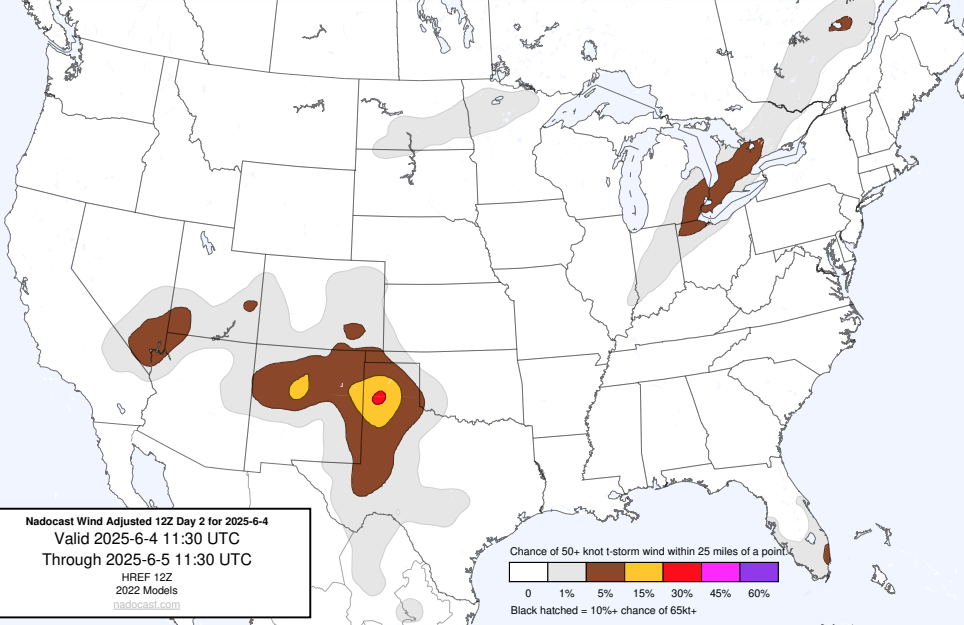 Nadocast Wind Adjusted 12Z Day 2 for 2025-6-4
Valid 2025-6-4 11:30 UTC
Through 2025-6-5 11:30 UTC
HREF 12Z
2022 Models
nadocast.com
Chance of 50+ knot t-storm wind within 25 miles of a point.
0 1% 5% 15% 30% 45% 60%
Black hatched = 10%+ chance of 65kt+